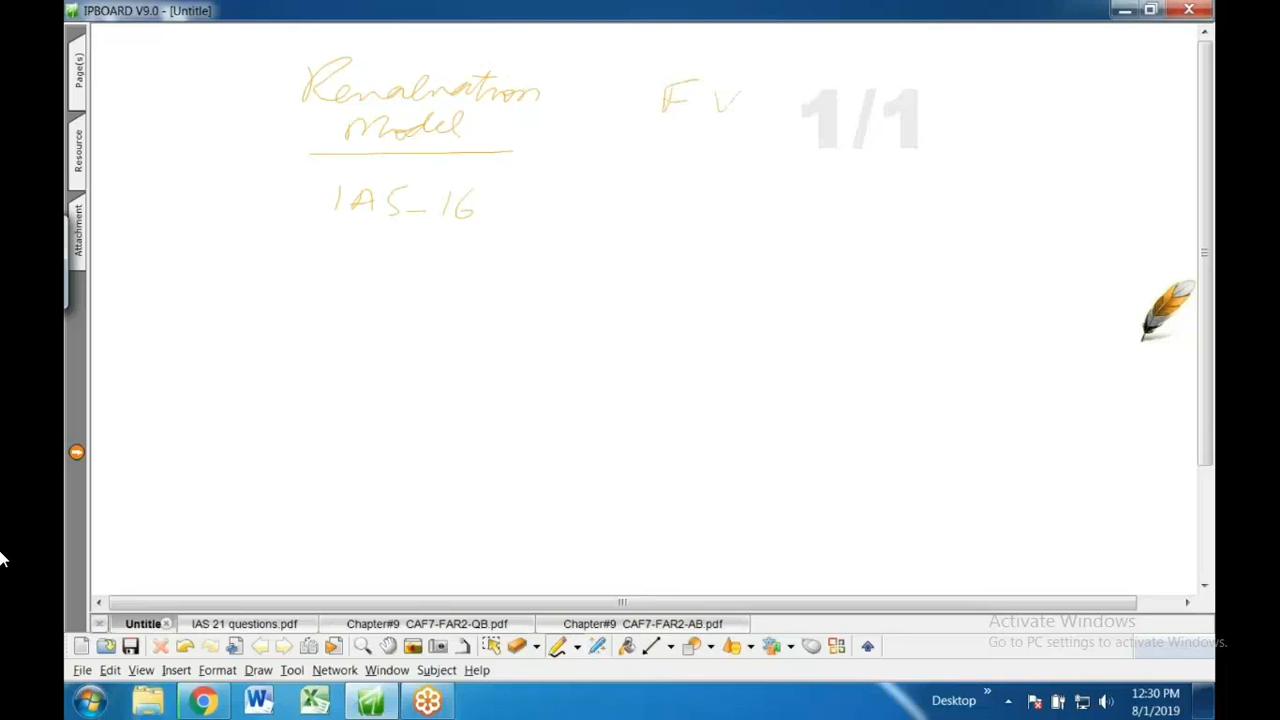 IPBOARD V9.0 - [Untitle]
Page(s)
Resource
Attachment
Revaluation
Model
IAS-16
F V
1/1
Untitle
IAS 21 questions.pdf
Chapter#9 CAF7-FAR2-QB.pdf
Chapter#9 CAF7-FAR2-AB.pdf
Activate Windows
Go to PC settings to activate Windows.
File Edit View Insert Format Draw Tool Network Window Subject Help
Desktop
12:30 PM
8/1/2019